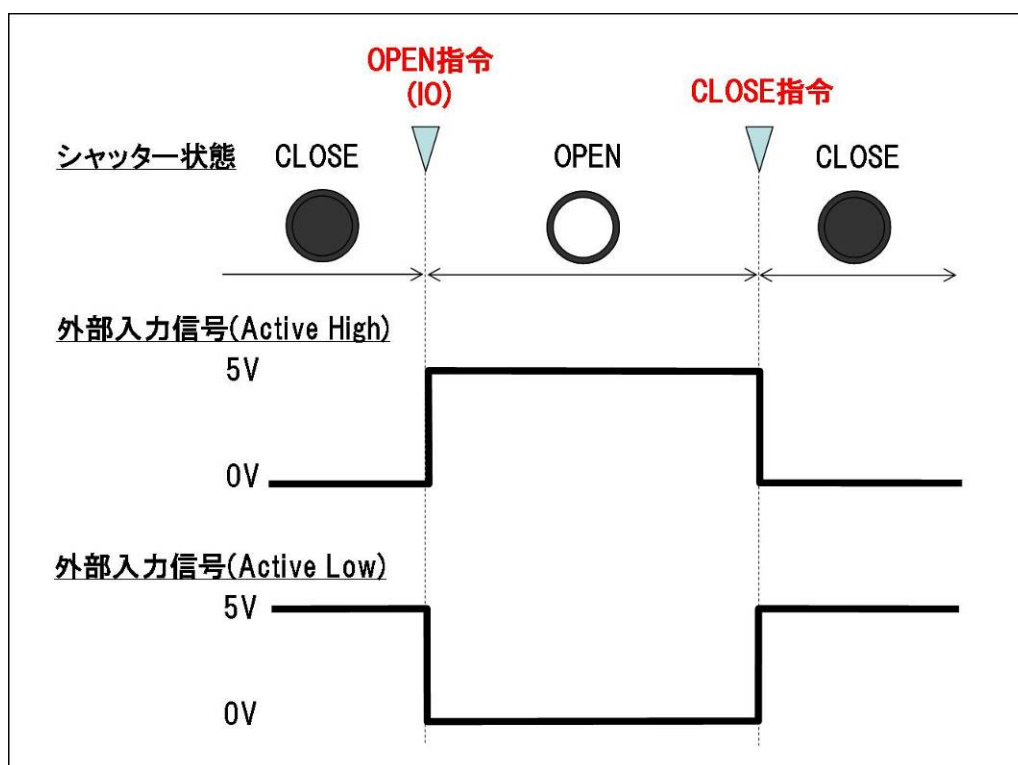 OPEN指令
(IO)
CLOSE指令
シャッター状態
CLOSE
OPEN
CLOSE
外部入力信号(Active High)
5V
0V
外部入力信号(Active Low)
5V
0V